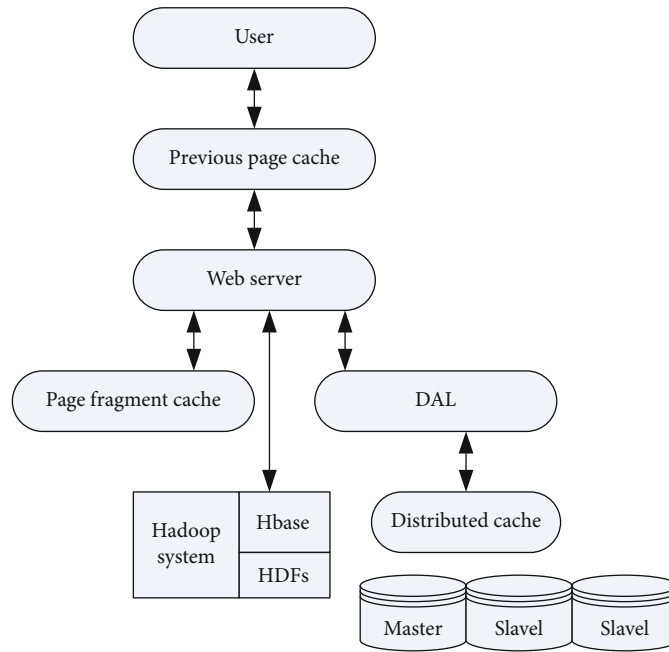 User
Previous page cache
Web server
Page fragment cache
DAL
Hadoop
system
Hbase
HDFs
Distributed cache
Master
Slavel
Slavel